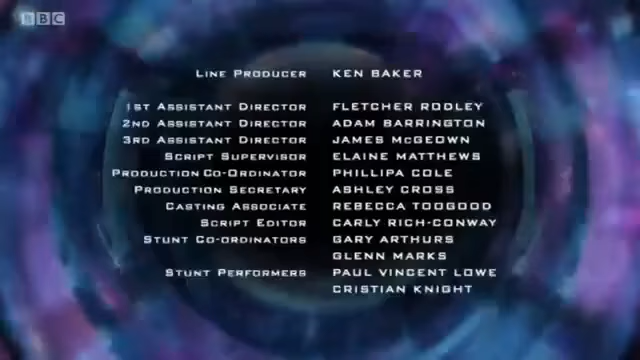 BBC
LINE PRODUCER KEN BAKER
1ST ASSISTANT DIRECTOR FLETCHER RODLEY
2ND ASSISTANT DIRECTOR ADAM BARRINGTON
3RD ASSISTANT DIRECTOR JAMES McGEOWN
SCRIPT SUPERVISOR ELAINE MATTHEWS
PRODUCTION CO-ORDINATOR PHILLIPA COLE
PRODUCTION SECRETARY ASHLEY CROSS
CASTING ASSOCIATE REBECCA TOOGOOD
SCRIPT EDITOR CARLY RICH-CONWAY
STUNT CO-ORDINATORS GARY ARTHURS
GLENN MARKS
STUNT PERFORMERS PAUL VINCENT LOWE
CRISTIAN KNIGHT